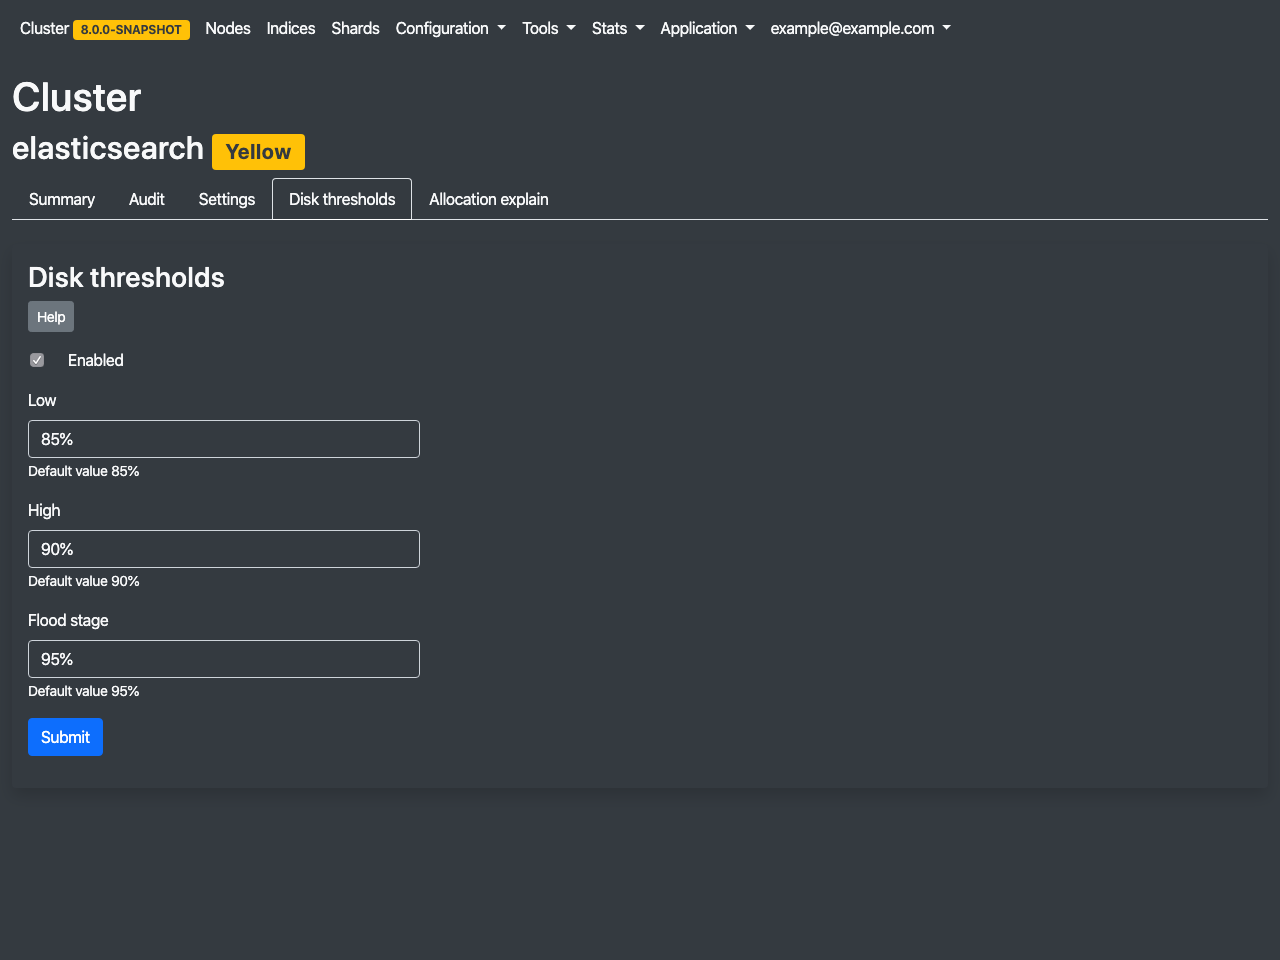 Cluster 8.0.0-SNAPSHOT Nodes Indices Shards Configuration Tools Stats Application example@example.com
Cluster
elasticsearch Yellow
Summary Audit Settings Disk thresholds Allocation explain
Disk thresholds
Help
Enabled
Low
85%
Default value 85%
High
90%
Default value 90%
Flood stage
95%
Default value 95%
Submit